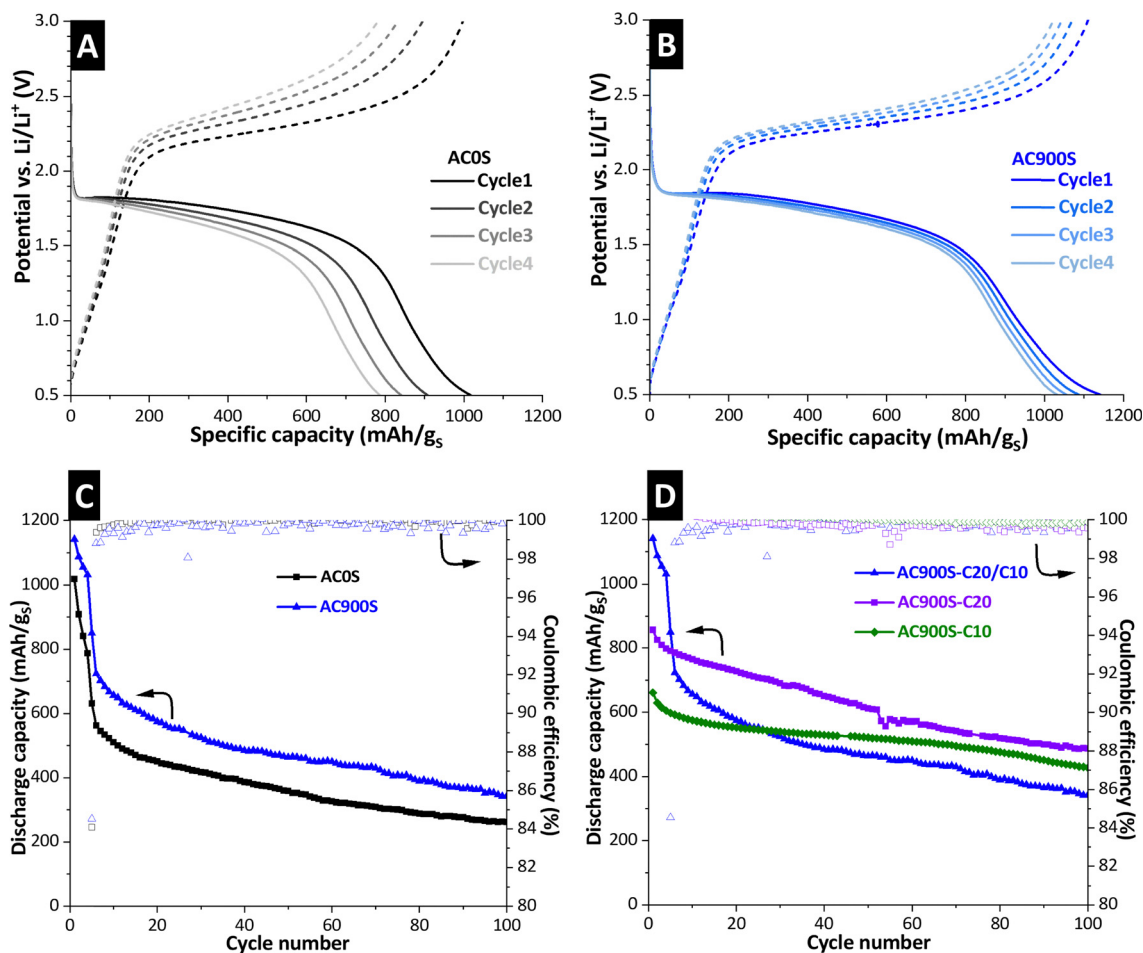 A
3.0
2.5
2.0
1.5
1.0
0.5
Potential vs. Li/Li⁺ (V)
AC0S
Cycle1
Cycle2
Cycle3
Cycle4
0 200 400 600 800 1000 1200
Specific capacity (mAh/gₛ)
B
3.0
2.5
2.0
1.5
1.0
0.5
Potential vs. Li/Li⁺ (V)
AC900S
Cycle1
Cycle2
Cycle3
Cycle4
0 200 400 600 800 1000 1200
Specific capacity (mAh/gₛ)
C
1200
1000
800
600
400
200
0
Discharge capacity (mAh/gₛ)
AC0S
AC900S
100
98
96
94
92
90
88
86
84
82
80
Coulombic efficiency (%)
0 20 40 60 80 100
Cycle number
D
1200
1000
800
600
400
200
0
Discharge capacity (mAh/gₛ)
AC900S-C20/C10
AC900S-C20
AC900S-C10
100
98
96
94
92
90
88
86
84
82
80
Coulombic efficiency (%)
0 20 40 60 80 100
Cycle number